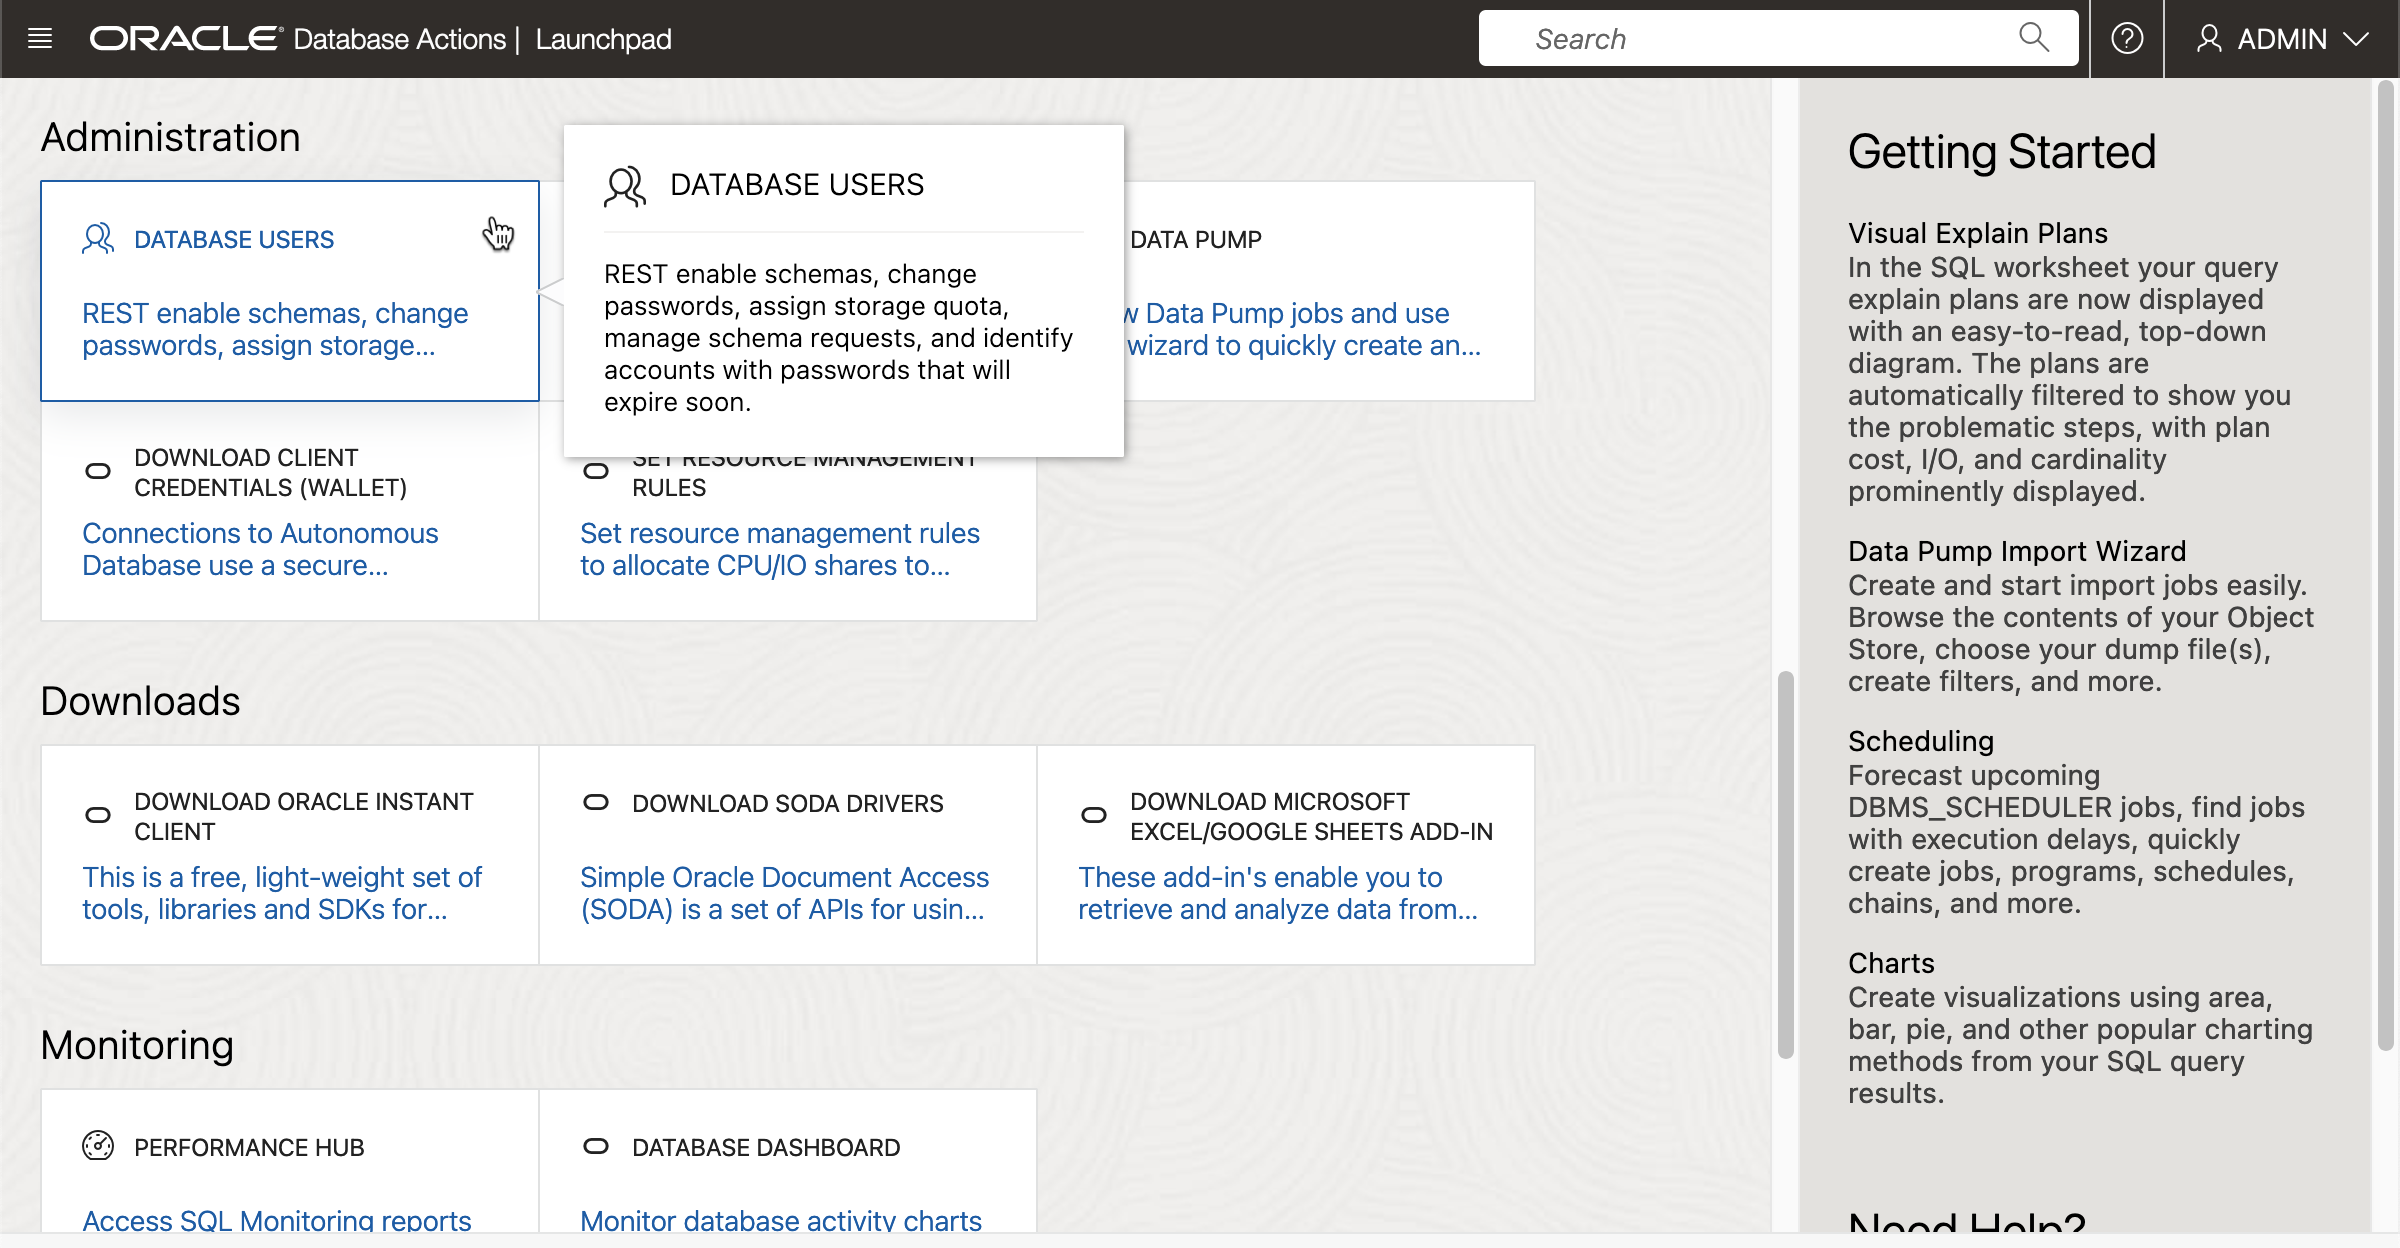 ORACLE Database Actions | Launchpad
Search
ADMIN
Administration
DATABASE USERS
REST enable schemas, change
passwords, assign storage...
DATABASE USERS
REST enable schemas, change
passwords, assign storage quota,
manage schema requests, and identify
accounts with passwords that will
expire soon.
DATA PUMP
w Data Pump jobs and use
wizard to quickly create an...
DOWNLOAD CLIENT
CREDENTIALS (WALLET)
Connections to Autonomous
Database use a secure...
SET RESOURCE MANAGEMENT
RULES
Set resource management rules
to allocate CPU/IO shares to...
Downloads
DOWNLOAD ORACLE INSTANT
CLIENT
This is a free, light-weight set of
tools, libraries and SDKs for...
DOWNLOAD SODA DRIVERS
Simple Oracle Document Access
(SODA) is a set of APIs for usin...
DOWNLOAD MICROSOFT
EXCEL/GOOGLE SHEETS ADD-IN
These add-in's enable you to
retrieve and analyze data from...
Monitoring
PERFORMANCE HUB
Access SQL Monitoring reports
DATABASE DASHBOARD
Monitor database activity charts
Getting Started
Visual Explain Plans
In the SQL worksheet your query
explain plans are now displayed
with an easy-to-read, top-down
diagram. The plans are
automatically filtered to show you
the problematic steps, with plan
cost, I/O, and cardinality
prominently displayed.
Data Pump Import Wizard
Create and start import jobs easily.
Browse the contents of your Object
Store, choose your dump file(s),
create filters, and more.
Scheduling
Forecast upcoming
DBMS_SCHEDULER jobs, find jobs
with execution delays, quickly
create jobs, programs, schedules,
chains, and more.
Charts
Create visualizations using area,
bar, pie, and other popular charting
methods from your SQL query
results.
Need Help?